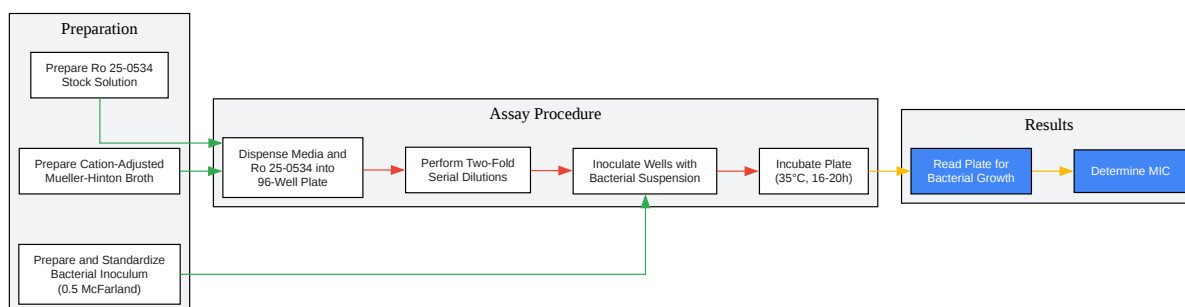 Preparation
Prepare Ro 25-0534
Stock Solution
Prepare Cation-Adjusted
Mueller-Hinton Broth
Prepare and Standardize
Bacterial Inoculum
(0.5 McFarland)
Assay Procedure
Dispense Media and
Ro 25-0534 into
96-Well Plate
Perform Two-Fold
Serial Dilutions
Inoculate Wells with
Bacterial Suspension
Incubate Plate
(35°C, 16-20h)
Results
Read Plate for
Bacterial Growth
Determine MIC